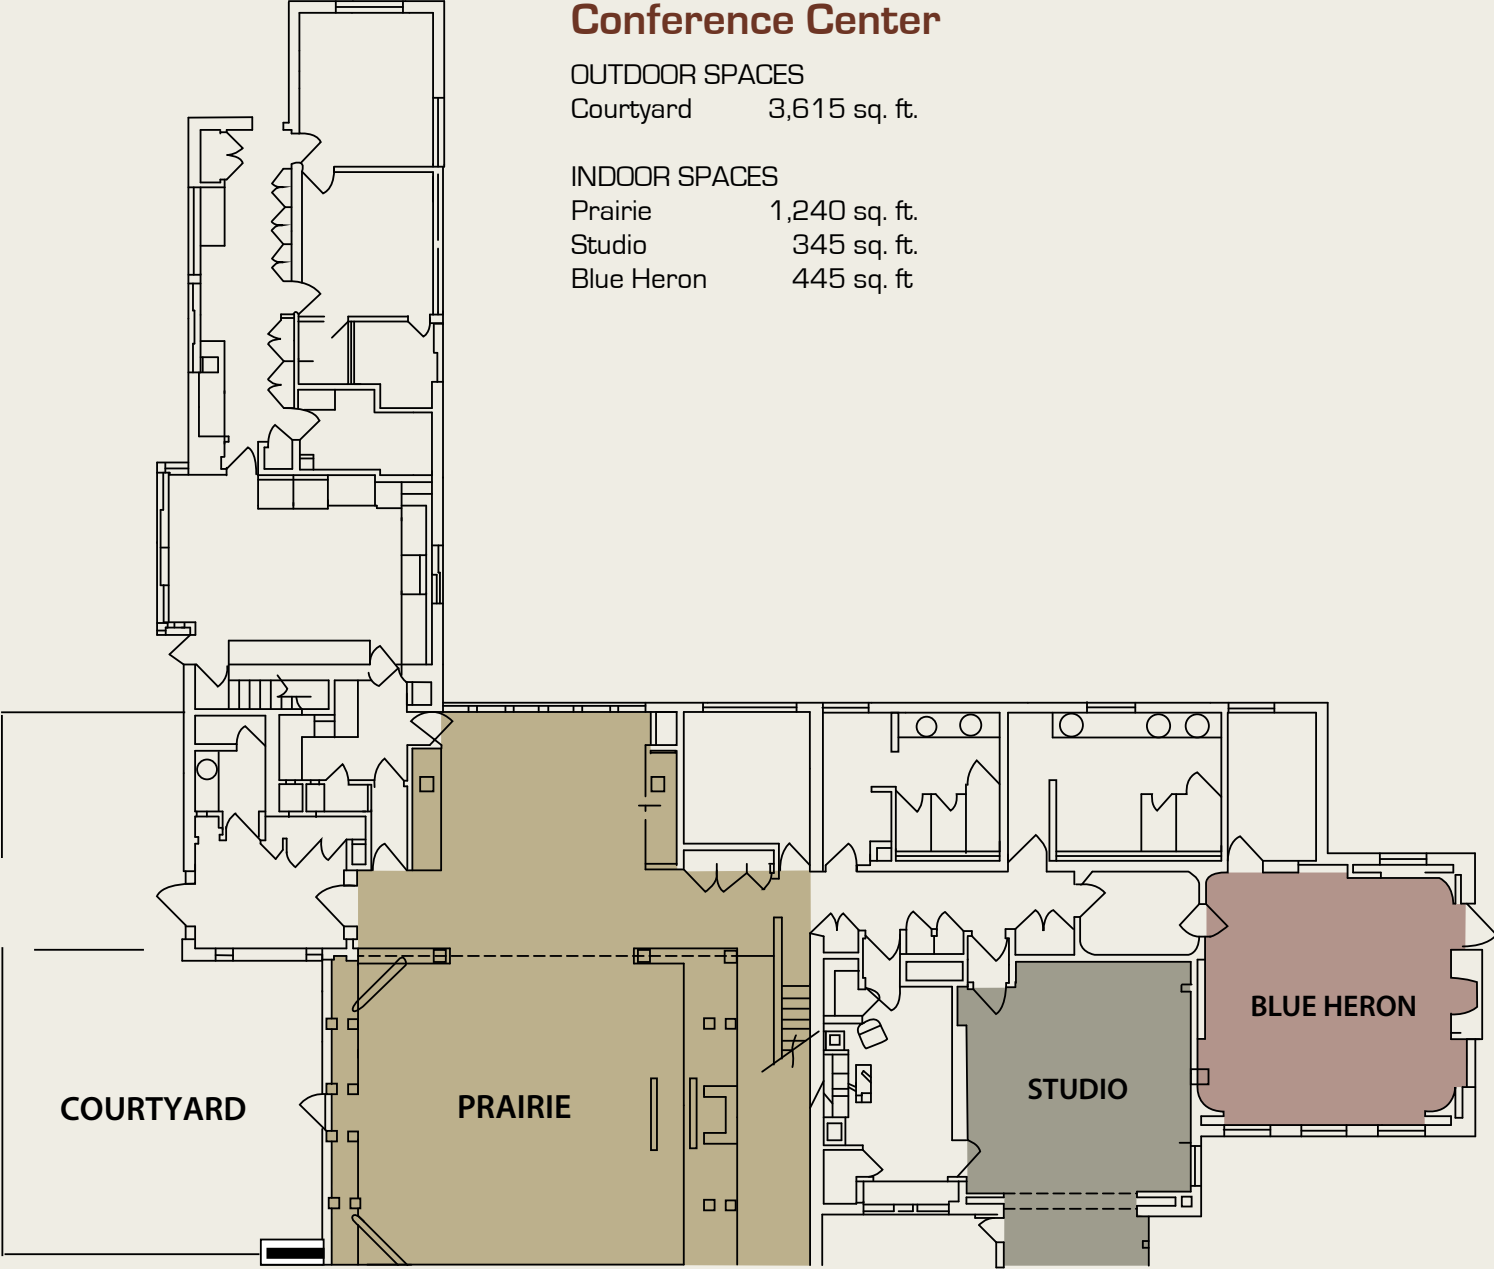 Conference Center
OUTDOOR SPACES
Courtyard 3,615 sq. ft.
INDOOR SPACES
Prairie 1,240 sq. ft.
Studio 345 sq. ft.
Blue Heron 445 sq. ft
BLUE HERON
STUDIO
PRAIRIE
COURTYARD